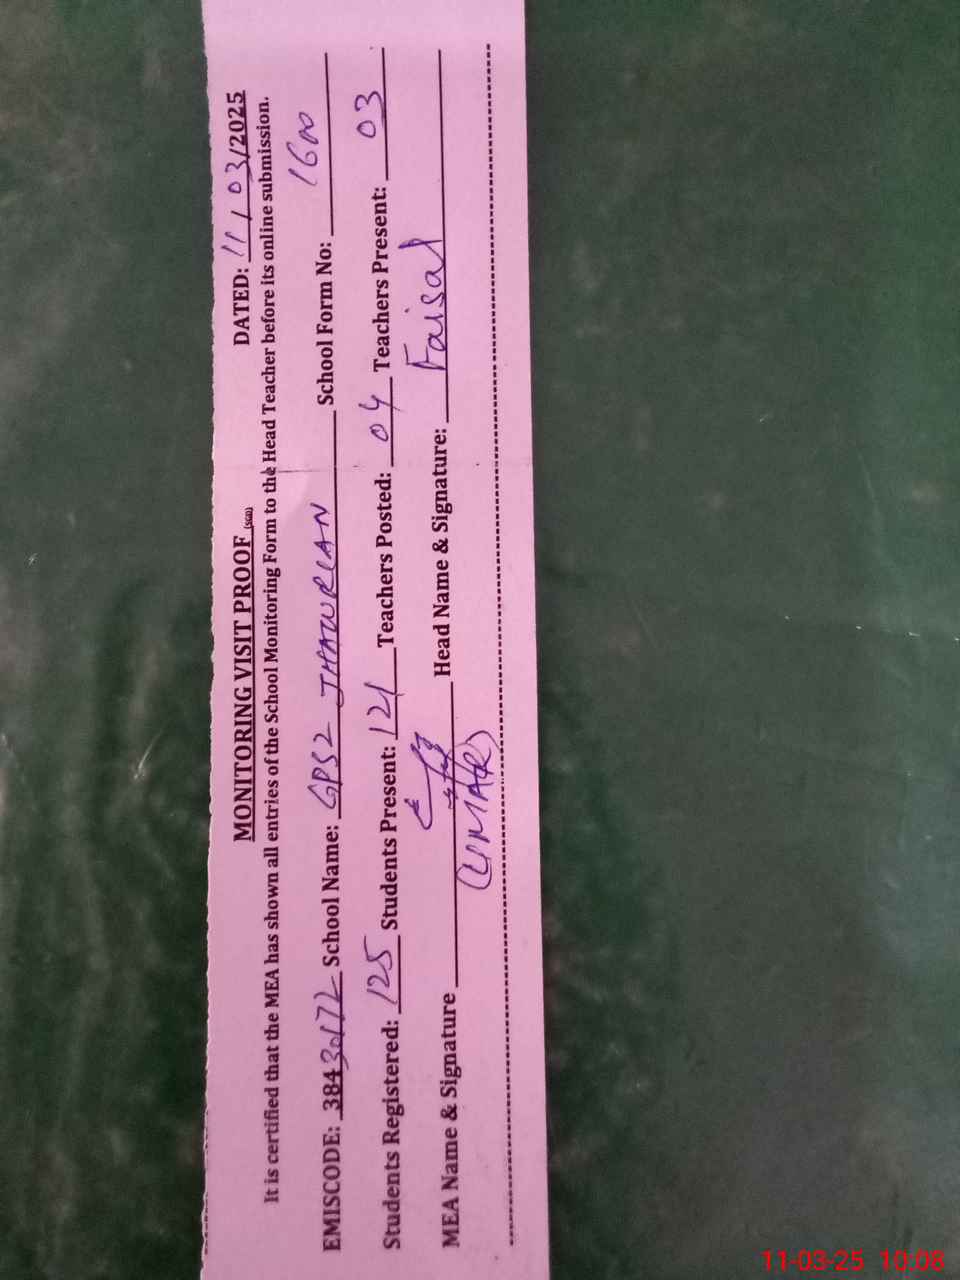 MONITORING VISIT PROOF (SGD) DATED: 11/03/2025
It is certified that the MEA has shown all entries of the School Monitoring Form to the Head Teacher before its online submission.
EMISCODE: 38430172 School Name: GPS2 JHAWRIAN School Form No: 1600
Students Registered: 125 Students Present: 121 Teachers Posted: 04 Teachers Present: 03
MEA Name & Signature Head Name & Signature: Faisal
(UMAR)
11-03-25 10:08